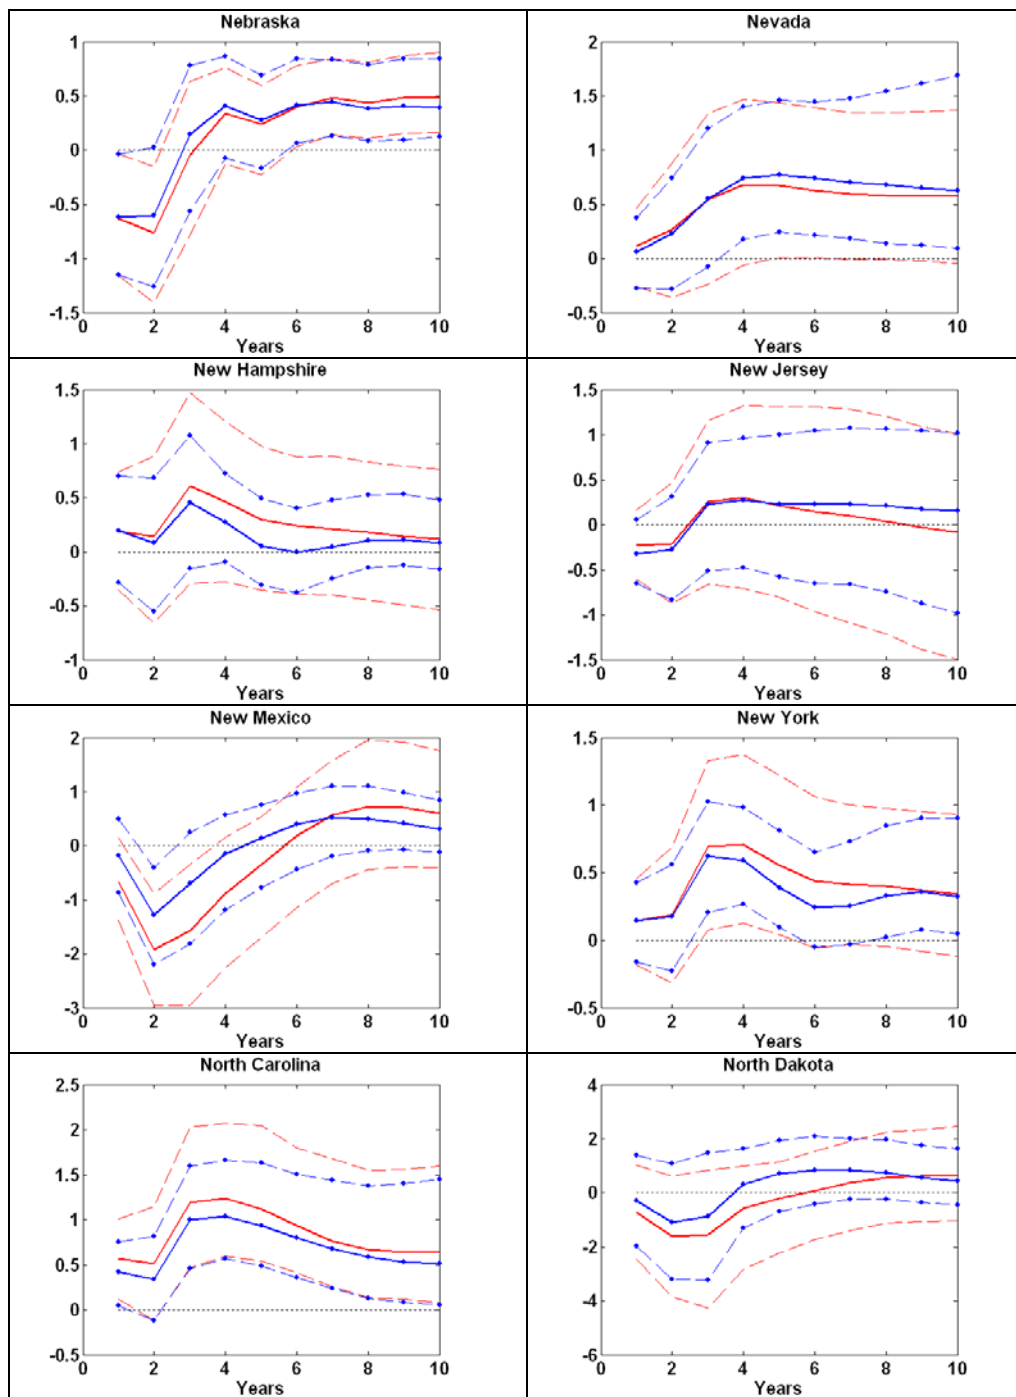 Nebraska
1
0.5
0
-0.5
-1
-1.5
0 2 4 6 8 10
Years
Nevada
2
1.5
1
0.5
0
-0.5
0 2 4 6 8 10
Years
New Hampshire
1.5
1
0.5
0
-0.5
-1
0 2 4 6 8 10
Years
New Jersey
1.5
1
0.5
0
-0.5
-1
-1.5
0 2 4 6 8 10
Years
New Mexico
2
1
0
-1
-2
-3
0 2 4 6 8 10
Years
New York
1.5
1
0.5
0
-0.5
0 2 4 6 8 10
Years
North Carolina
2.5
2
1.5
1
0.5
0
-0.5
0 2 4 6 8 10
Years
North Dakota
4
2
0
-2
-4
-6
0 2 4 6 8 10
Years